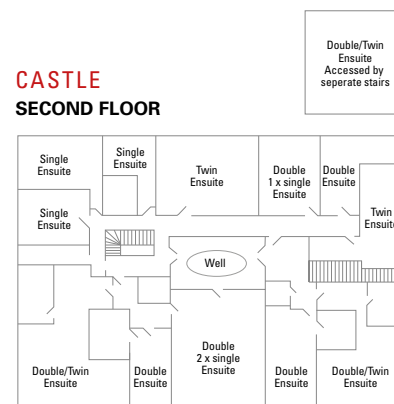 Double/Twin
Ensuite
Accessed by
seperate stairs
CASTLE
SECOND FLOOR
Single
Ensuite
Single
Ensuite
Twin
Ensuite
Double
1 x single
Ensuite
Double
Ensuite
Single
Ensuite
Twin
Ensuite
Well
Double/Twin
Ensuite
Double
Ensuite
Double
2 x single
Ensuite
Double
Ensuite
Double/Twin
Ensuite